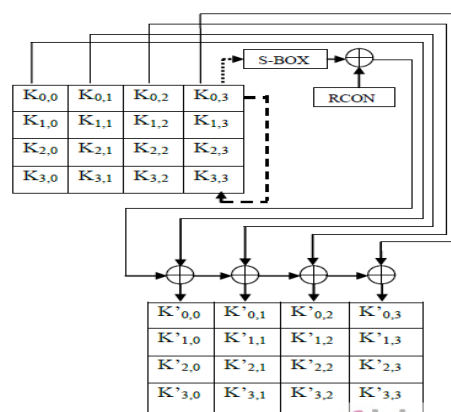 S-BOX
RCON
K0,0 K0,1 K0,2 K0,3
K1,0 K1,1 K1,2 K1,3
K2,0 K2,1 K2,2 K2,3
K3,0 K3,1 K3,2 K3,3
K'0,0 K'0,1 K'0,2 K'0,3
K'1,0 K'1,1 K'1,2 K'1,3
K'2,0 K'2,1 K'2,2 K'2,3
K'3,0 K'3,1 K'3,2 K'3,3